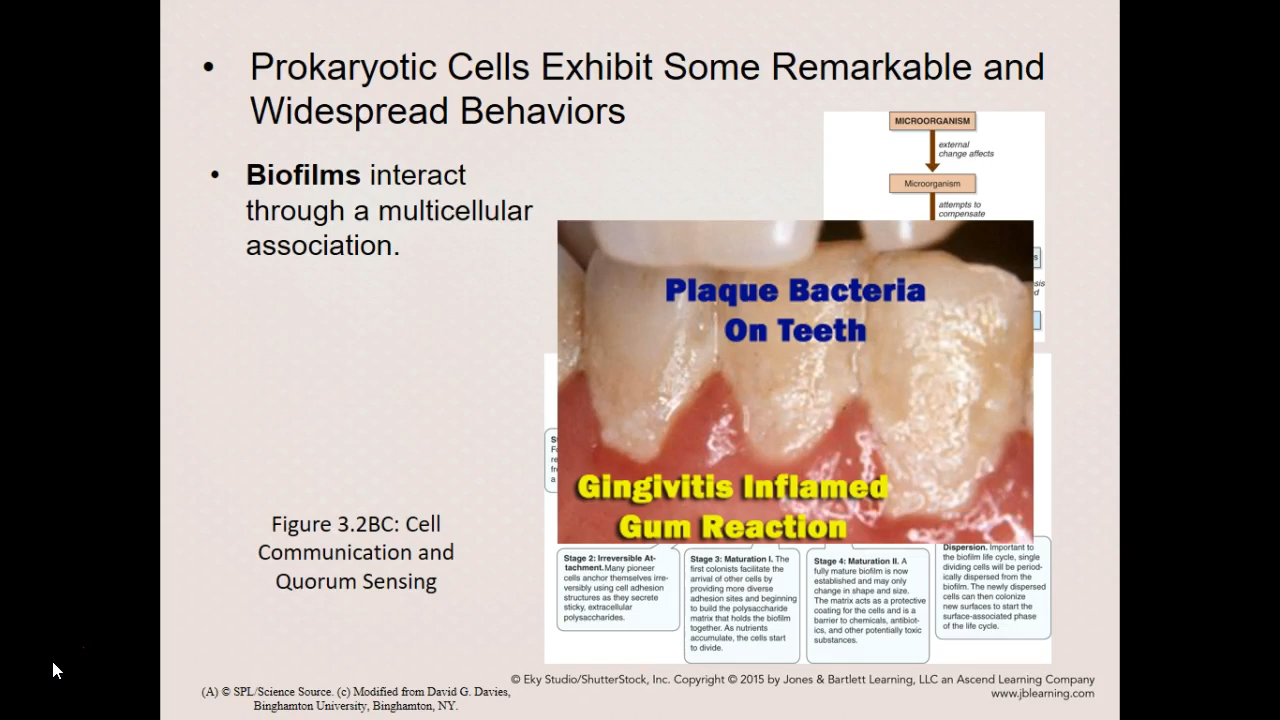 • Prokaryotic Cells Exhibit Some Remarkable and
Widespread Behaviors
• Biofilms interact
through a multicellular
association.
MICROORGANISM
external
change affects
Microorganism
attempts to
compensate
Plaque Bacteria
On Teeth
Gingivitis Inflamed
Gum Reaction
Figure 3.2BC: Cell
Communication and
Quorum Sensing
Stage 2: Irreversible At-
tachment. Many pioneer
cells anchor themselves irre-
versibly using cell adhesion
structures as they secrete
sticky, extracellular
polysaccharides.
Stage 3: Maturation I. The
first colonists facilitate the
arrival of other cells by
providing more diverse
adhesion sites and beginning
to build the polysaccharide
matrix that holds the biofilm
together. As nutrients
accumulate, the cells start
to divide.
Stage 4: Maturation II. A
fully mature biofilm is now
established and may only
change in shape and size.
The matrix acts as a protective
coating for the cells and is a
barrier to chemicals, antibiot-
ics, and other potentially toxic
substances.
Dispersion. Important to
the biofilm life cycle, single
dividing cells will be period-
ically dispersed from the
biofilm. The newly dispersed
cells can then colonize
new surfaces to start the
surface-associated phase
of the life cycle.
(A) © SPL/Science Source. (c) Modified from David G. Davies,
Binghamton University, Binghamton, NY.
© Eky Studio/ShutterStock, Inc. Copyright © 2015 by Jones & Bartlett Learning, LLC an Ascend Learning Company
www.jblearning.com